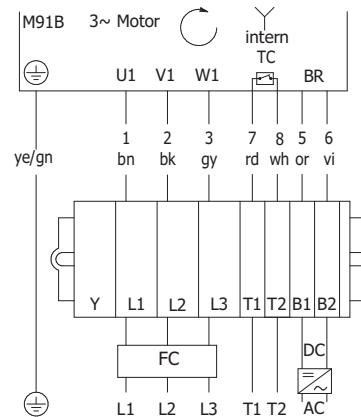 M91B 3~ Motor
intern
TC
U1 V1 W1 BR
1 2 3 7 8 5 6
ye/gn bn bk gy rd wh or vi
Y L1 L2 L3 T1 T2 B1 B2
FC DC
L1 L2 L3 T1 T2 AC